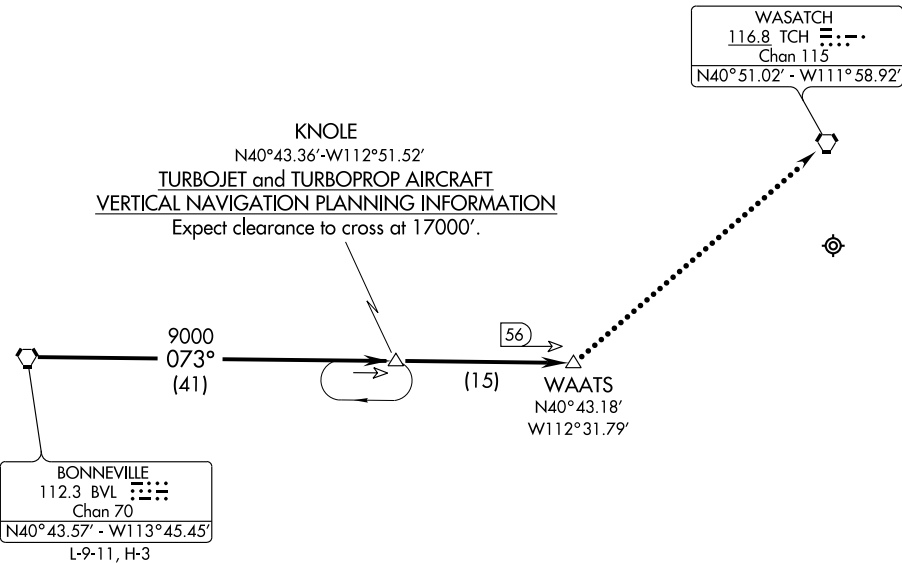 WASATCH
116.8 TCH
Chan 115
N40°51.02' - W111°58.92'
KNOLE
N40°43.36'-W112°51.52'
TURBOJET and TURBOPROP AIRCRAFT
VERTICAL NAVIGATION PLANNING INFORMATION
Expect clearance to cross at 17000'.
9000
073°
(41)
56
(15)
WAATS
N40°43.18'
W112°31.79'
BONNEVILLE
112.3 BVL
Chan 70
N40°43.57' - W113°45.45'
L-9-11, H-3